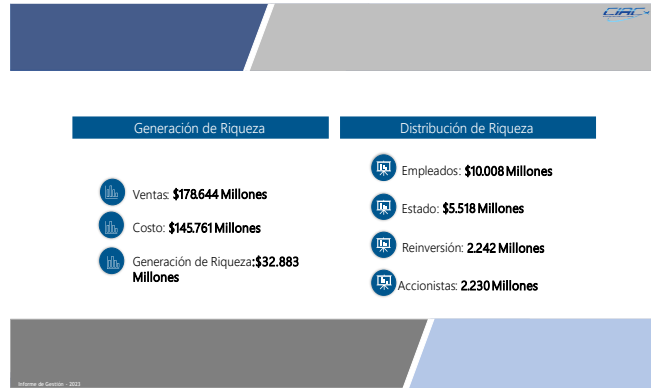 CIAC
Generación de Riqueza
Ventas: $178.644 Millones
Costo: $145.761 Millones
Generación de Riqueza:$32.883
Millones
Distribución de Riqueza
Empleados: $10.008 Millones
Estado: $5.518 Millones
Reinversión: 2.242 Millones
Accionistas: 2.230 Millones
Informe de Gestión - 2021